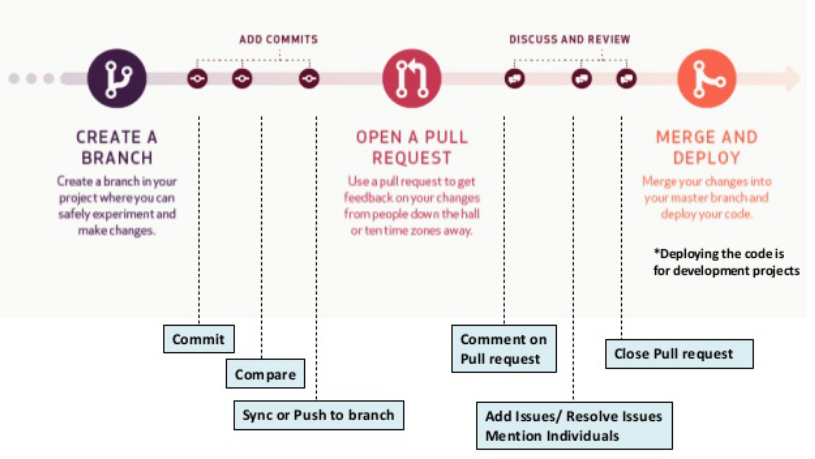 ADD COMMITS
DISCUSS AND REVIEW
CREATE A
BRANCH
Create a branch in your
project where you can
safely experiment and
make changes.
OPEN A PULL
REQUEST
Use a pull request to get
feedback on your changes
from people down the hall
or ten time zones away.
MERGE AND
DEPLOY
Merge your changes into
your master branch and
deploy your code.
*Deploying the code is
for development projects
Commit
Compare
Sync or Push to branch
Comment on
Pull request
Add Issues/ Resolve Issues
Mention Individuals
Close Pull request